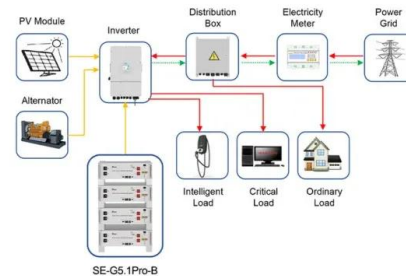 PV Module
Inverter
Distribution
Box
Electricity
Meter
Power
Grid
Alternator
Intelligent
Load
Critical
Load
Ordinary
Load
SE-G5.1Pro-B